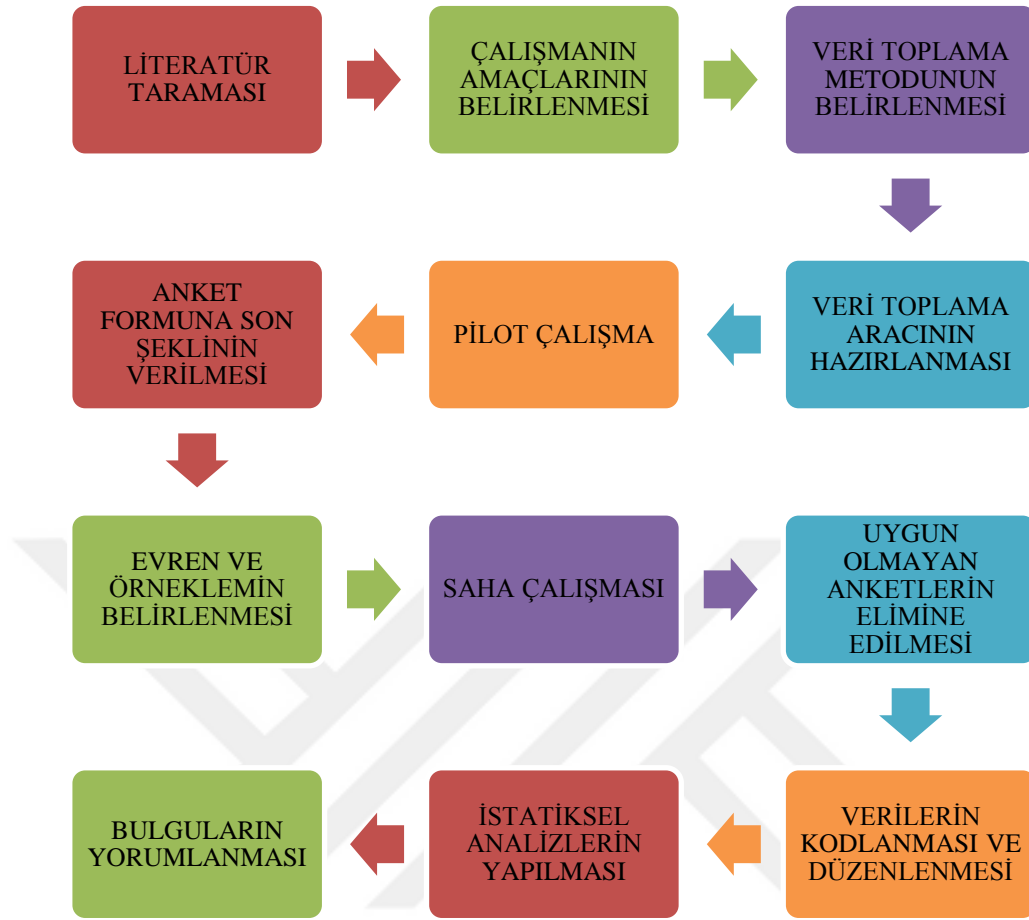 LİTERATÜR
TARAMASI
ÇALIŞMANIN
AMAÇLARININ
BELİRLENMESİ
VERİ TOPLAMA
METODUNUN
BELİRLENMESİ
VERİ TOPLAMA
ARACININ
HAZIRLANMASI
PİLOT ÇALIŞMA
ANKET
FORMUNA SON
ŞEKLİNİN
VERİLMESİ
EVREN VE
ÖRNEKLEMİN
BELİRLENMESİ
SAHA ÇALIŞMASI
UYGUN
OLMAYAN
ANKETLERİN
ELİMİNE
EDİLMESİ
VERİLERİN
KODLANMASI VE
DÜZENLENMESİ
İSTATİKSEL
ANALİZLERİN
YAPILMASI
BULGULARIN
YORUMLANMASI